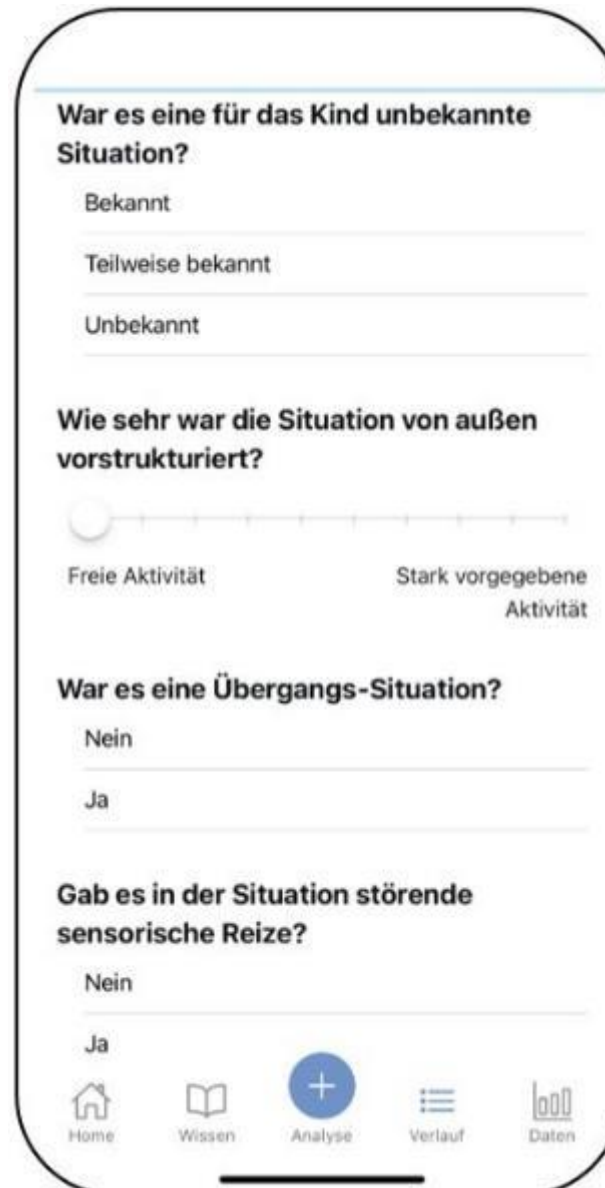 War es eine für das Kind unbekannte
Situation?
Bekannt
Teilweise bekannt
Unbekannt
Wie sehr war die Situation von außen
vorstrukturiert?
Freie Aktivität
Stark vorgegebene
Aktivität
War es eine Übergangs-Situation?
Nein
Ja
Gab es in der Situation störende
sensorische Reize?
Nein
Ja
Home
Wissen
Analyse
Verlauf
Daten